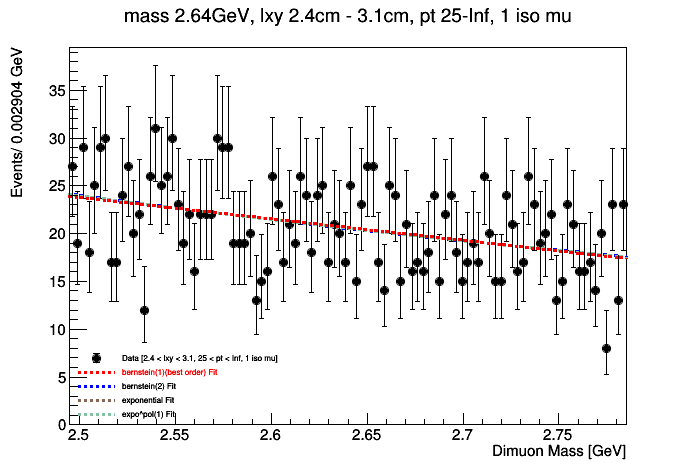 mass 2.64GeV, lxy 2.4cm - 3.1cm, pt 25-Inf, 1 iso mu
Events/ 0.002904 GeV
35
30
25
20
15
10
5
0
Data [2.4 < lxy < 3.1, 25 < pt < Inf, 1 iso mu]
bernstein(1)(best order) Fit
bernstein(2) Fit
exponential Fit
expo*pol(1) Fit
2.5
2.55
2.6
2.65
2.7
2.75
Dimuon Mass [GeV]